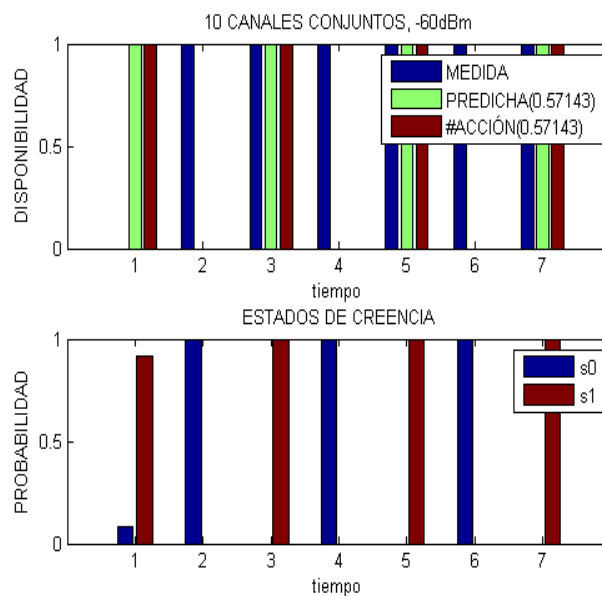 10 CANALES CONJUNTOS, -60dBm
1
0.5
0
DISPONIBILIDAD
MEDIDA
PREDICHA(0.57143)
#ACCIÓN(0.57143)
1 2 3 4 5 6 7
tiempo
ESTADOS DE CREENCIA
1
0.5
0
PROBABILIDAD
s0
s1
1 2 3 4 5 6 7
tiempo